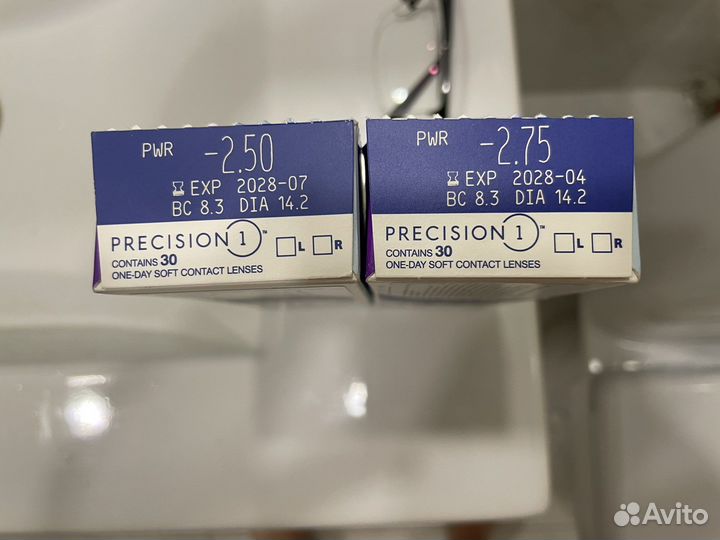 PWR -2.50
EXP 2028-07
BC 8.3 DIA 14.2
PRECISION 1™
L R
CONTAINS 30
ONE-DAY SOFT CONTACT LENSES
PWR -2.75
EXP 2028-04
BC 8.3 DIA 14.2
PRECISION 1™
L R
CONTAINS 30
ONE-DAY SOFT CONTACT LENSES
Avito